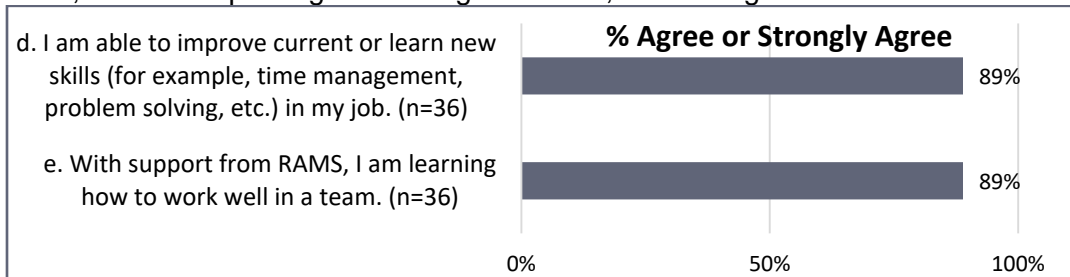 % Agree or Strongly Agree
d. I am able to improve current or learn new
skills (for example, time management,
problem solving, etc.) in my job. (n=36)
89%
e. With support from RAMS, I am learning
how to work well in a team. (n=36)
89%
0% 50% 100%